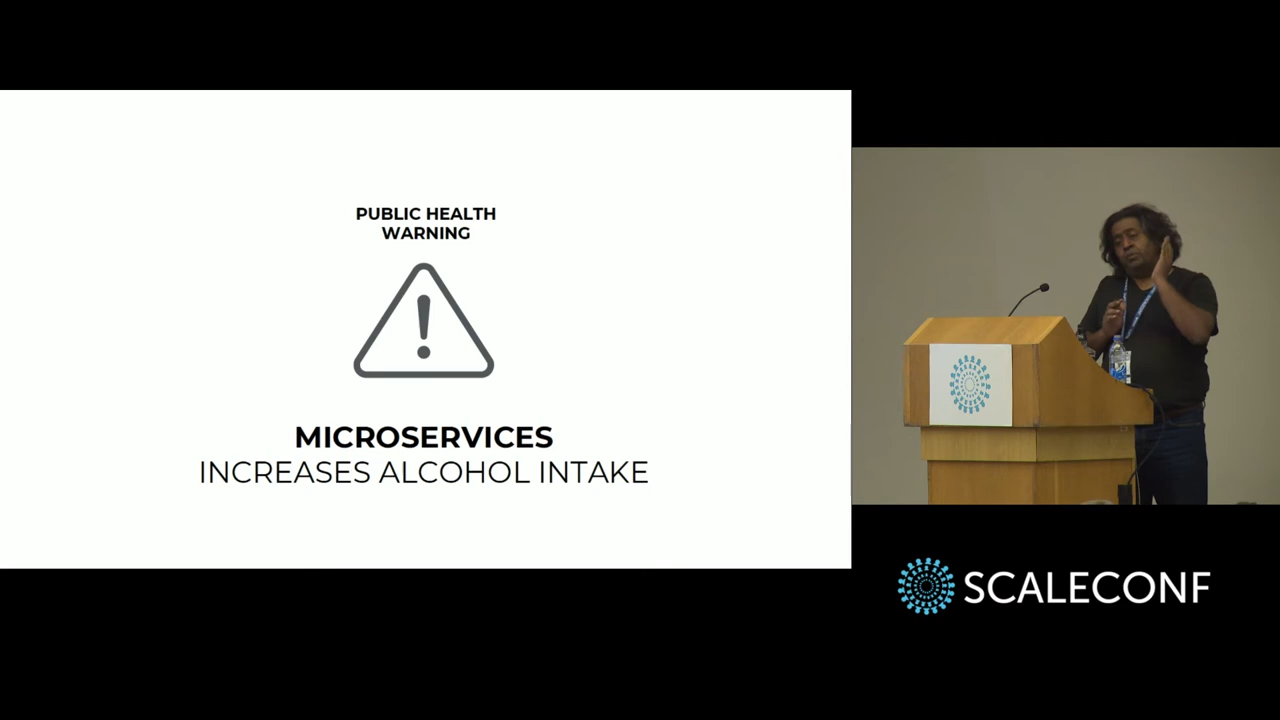 PUBLIC HEALTH
WARNING
MICROSERVICES
INCREASES ALCOHOL INTAKE
SCALECONF